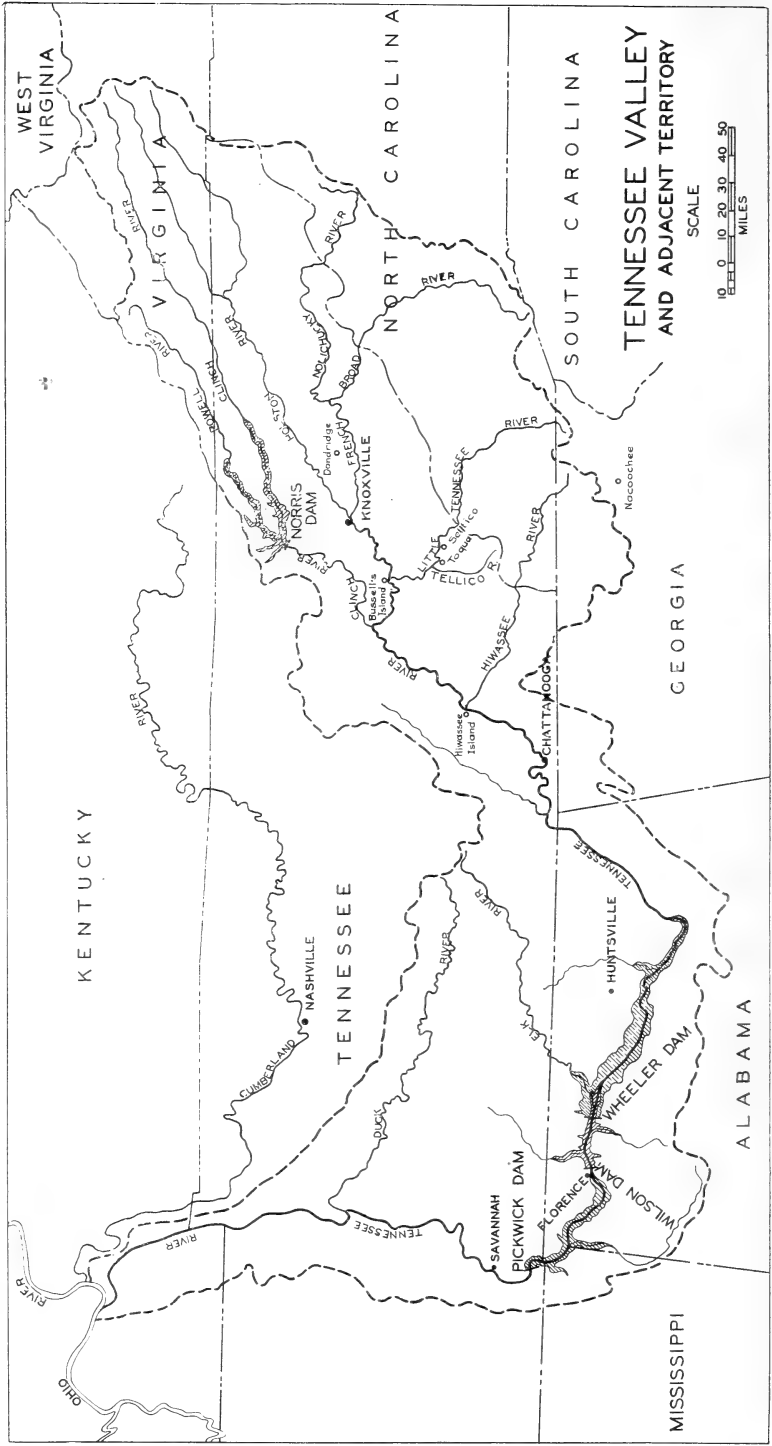 WEST
VIRGINIA
VIRGINIA
KENTUCKY
TENNESSEE
NORTH CAROLINA
SOUTH CAROLINA
GEORGIA
ALABAMA
MISSISSIPPI
TENNESSEE VALLEY
AND ADJACENT TERRITORY
SCALE
10 0 10 20 30 40 50
MILES
OHIO
RIVER
RIVER
TENNESSEE
CUMBERLAND
RIVER
NASHVILLE
DUCK
RIVER
ELK
RIVER
SAVANNAH
PICKWICK DAM
FLORENCE
WILSON DAM
WHEELER DAM
HUNTSVILLE
TENNESSEE
CHATTANOOGA
Hiwassee
Island
HIWASSEE
RIVER
RIVER
CLINCH
RIVER
Bussell's
Island
NORRIS
DAM
POWELL
RIVER
CLINCH
RIVER
HOLSTON
RIVER
KNOXVILLE
Dandridge
FRENCH
BROAD
RIVER
NOLICHUCKY
RIVER
LITTLE
TENNESSEE
RIVER
Setitico
Toqua
TELLICO R.
Nacoochee